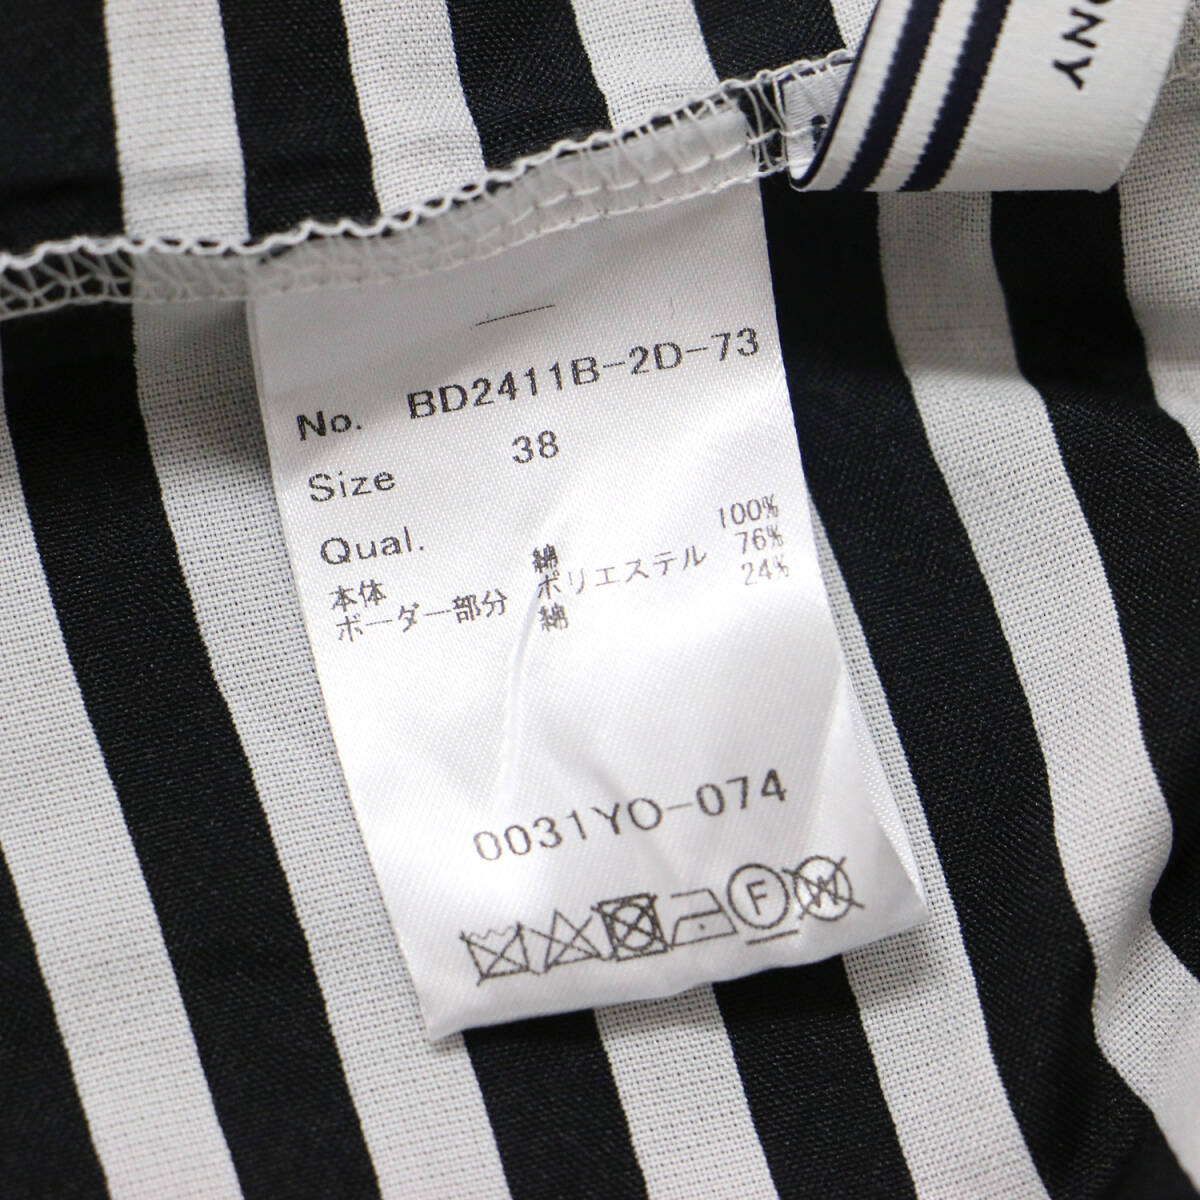 ONY
No. BD2411B-2D-73
Size 38
Qual.
本体 綿 100%
ボーダー部分 ポリエステル 76%
綿 24%
0031YO-074
F W